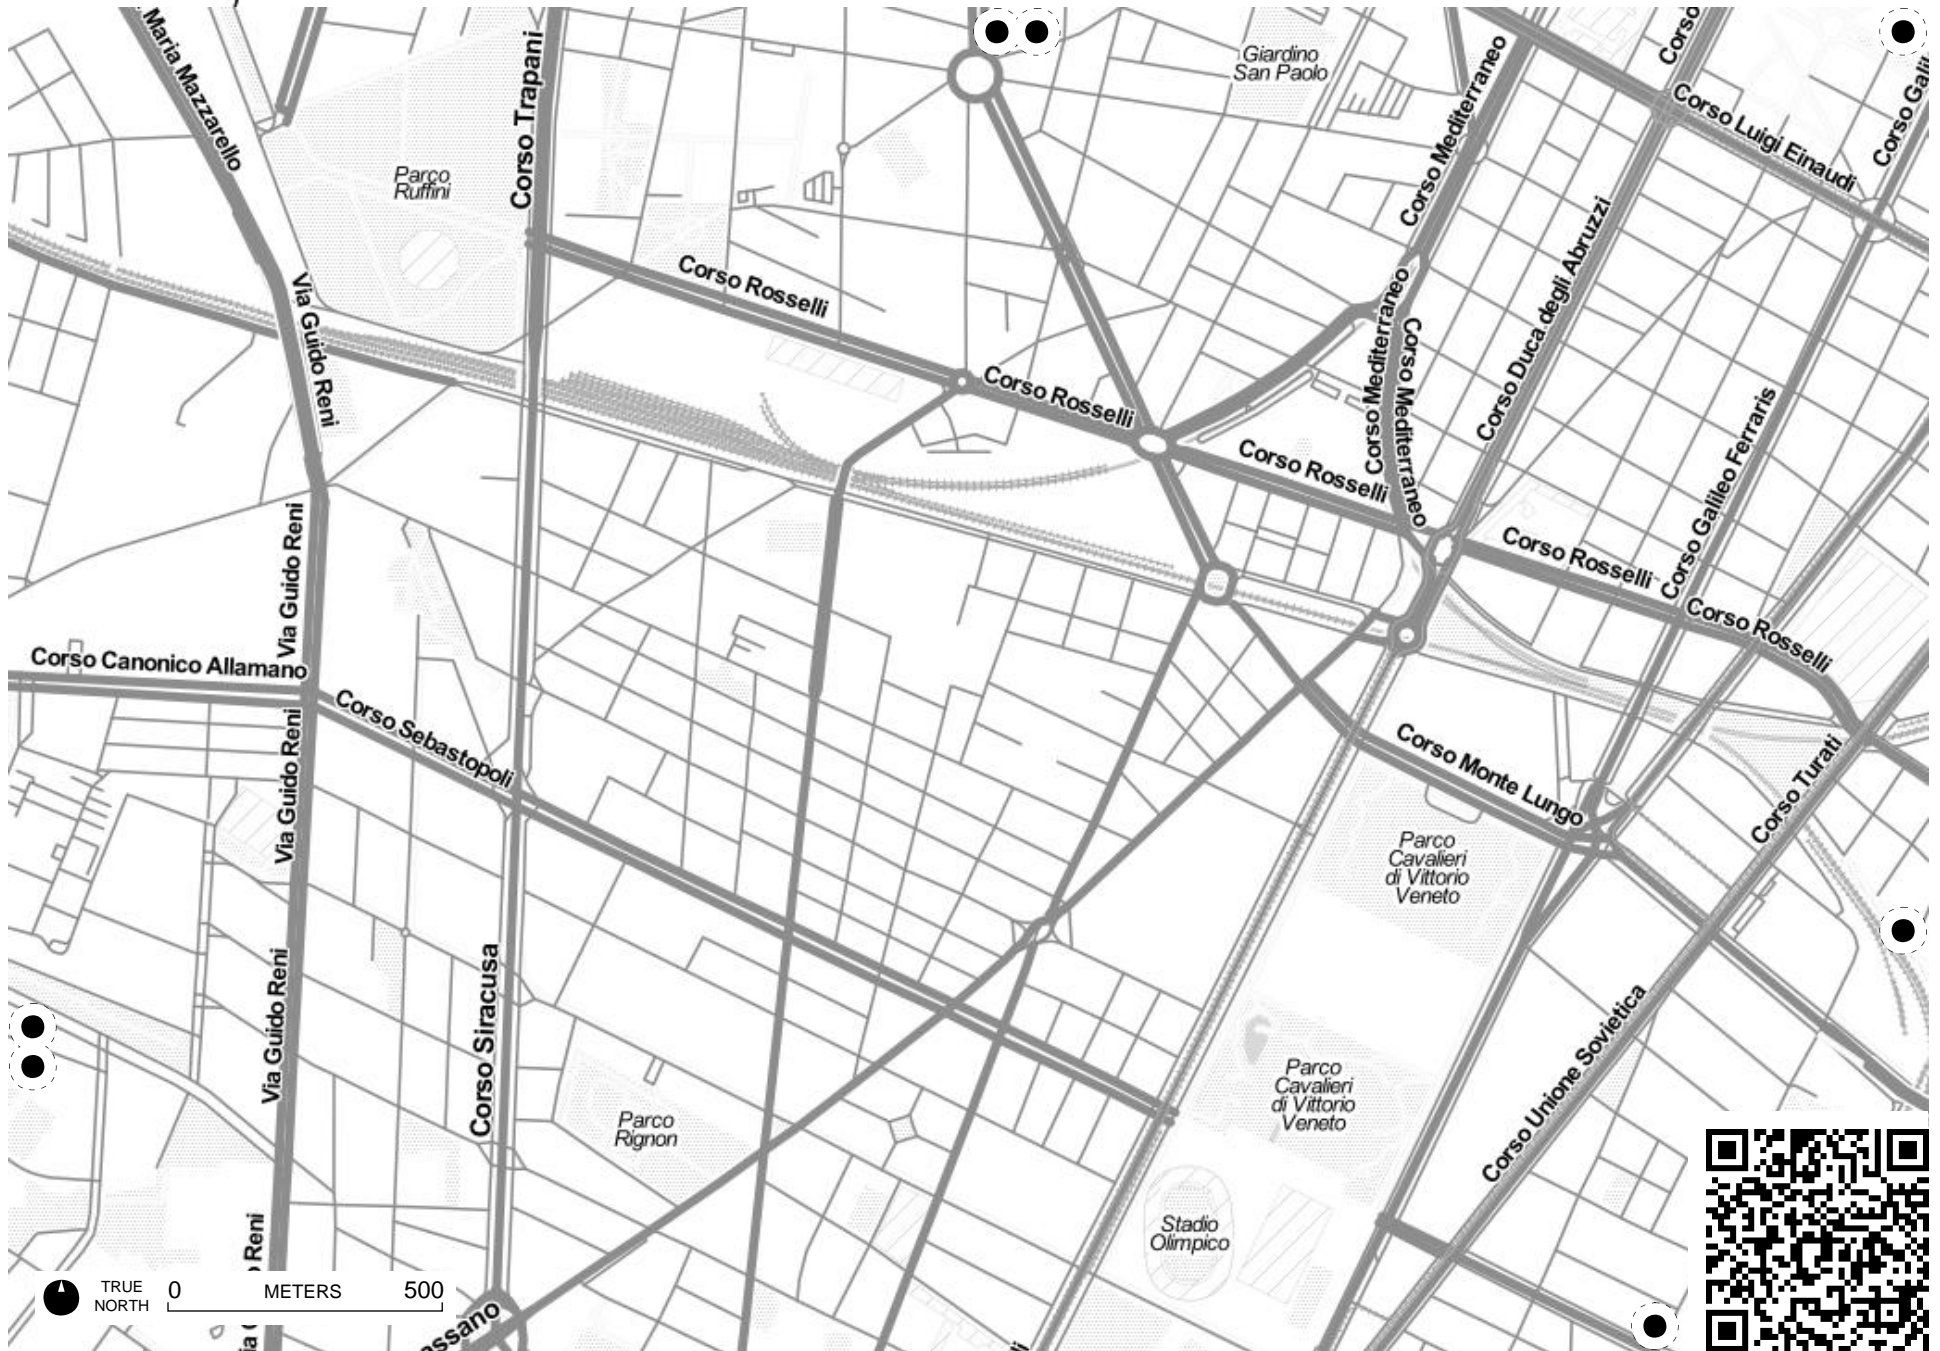 Maria Mazzarello
Corso Trapani
Giardino
San Paolo
Corso Mediterraneo
Corso
Corso Luigi Einaudi
Corso Gali
Parco
Ruffini
Corso Rosselli
Corso Duca degli Abruzzi
Via Guido Reni
Corso Mediterraneo
Corso Mediterraneo
Corso Rosselli
Corso Rosselli
Corso Galileo Ferraris
Corso Rosselli
Corso Rosselli
Via Guido Reni
Corso Canonico Allamano
Corso Sebastopoli
Via Guido Reni
Corso Monte Lungo
Corso Turati
Parco
Cavalieri
di Vittorio
Veneto
Corso Siracusa
Via Guido Reni
Corso Unione Sovietica
Parco
Cavalieri
di Vittorio
Veneto
Parco
Rignon
Stadio
Olimpico
o Reni
ia G
TRUE
NORTH
0 METERS 500
assano
li